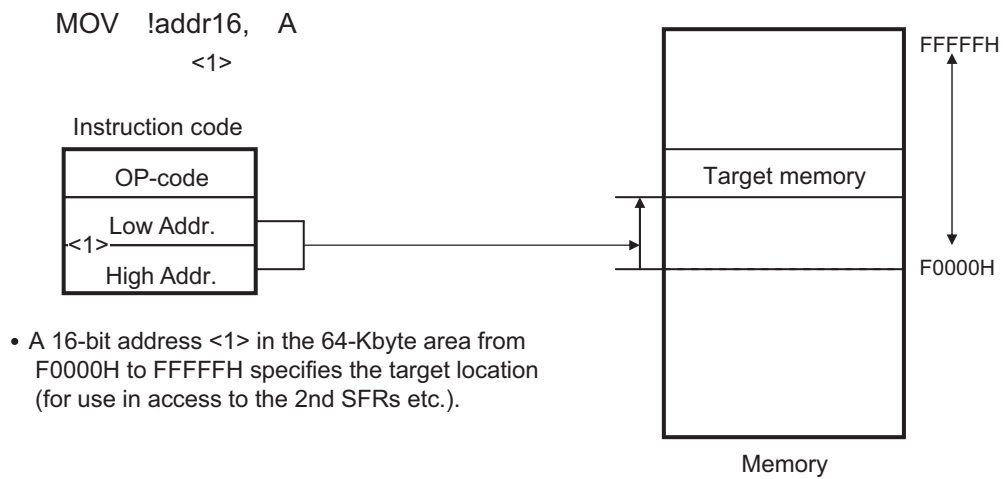 MOV !addr16, A
<1>
Instruction code
OP-code
Low Addr.
<1>
High Addr.
FFFFFH
Target memory
F0000H
Memory
• A 16-bit address <1> in the 64-Kbyte area from
F0000H to FFFFFH specifies the target location
(for use in access to the 2nd SFRs etc.).